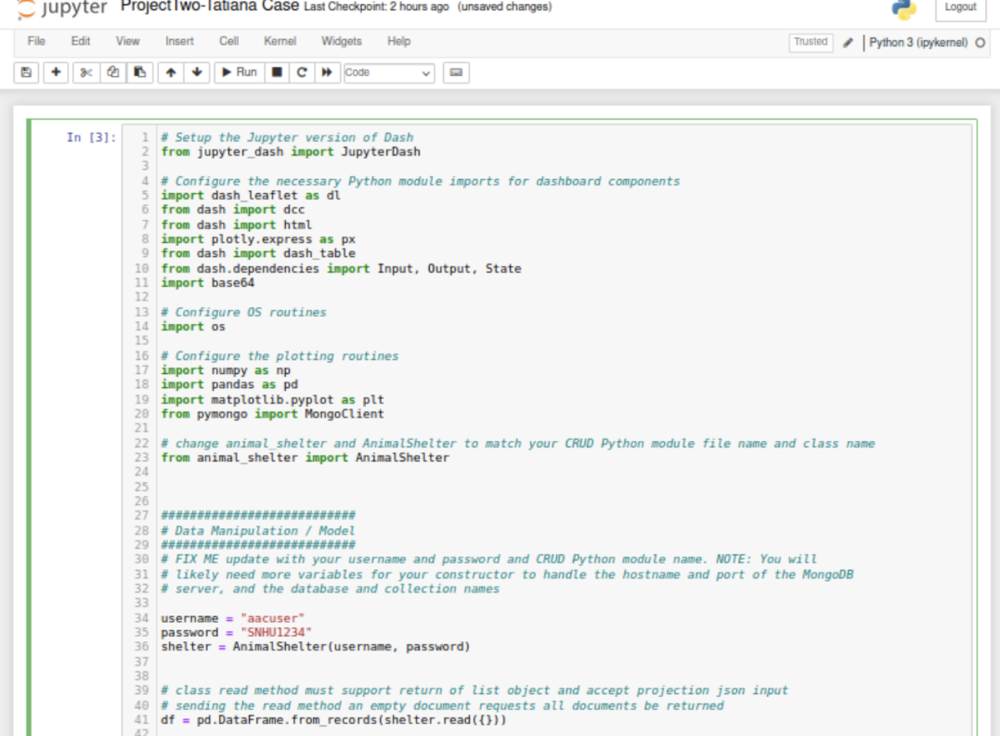 jupyter ProjectTwo-Tatiana Case Last Checkpoint: 2 hours ago (unsaved changes) Logout
File Edit View Insert Cell Kernel Widgets Help Trusted Python 3 (ipykernel)
Run Code
In [3]:
1 # Setup the Jupyter version of Dash
2 from jupyter_dash import JupyterDash
3
4 # Configure the necessary Python module imports for dashboard components
5 import dash_leaflet as dl
6 from dash import dcc
7 from dash import html
8 import plotly.express as px
9 from dash import dash_table
10 from dash.dependencies import Input, Output, State
11 import base64
12
13 # Configure OS routines
14 import os
15
16 # Configure the plotting routines
17 import numpy as np
18 import pandas as pd
19 import matplotlib.pyplot as plt
20 from pymongo import MongoClient
21
22 # change animal_shelter and AnimalShelter to match your CRUD Python module file name and class name
23 from animal_shelter import AnimalShelter
24
25
26
27 ###########################
28 # Data Manipulation / Model
29 ###########################
30 # FIX ME update with your username and password and CRUD Python module name. NOTE: You will
31 # likely need more variables for your constructor to handle the hostname and port of the MongoDB
32 # server, and the database and collection names
33
34 username = "aacuser"
35 password = "SNHU1234"
36 shelter = AnimalShelter(username, password)
37
38
39 # class read method must support return of list object and accept projection json input
40 # sending the read method an empty document requests all documents be returned
41 df = pd.DataFrame.from_records(shelter.read({}))
42